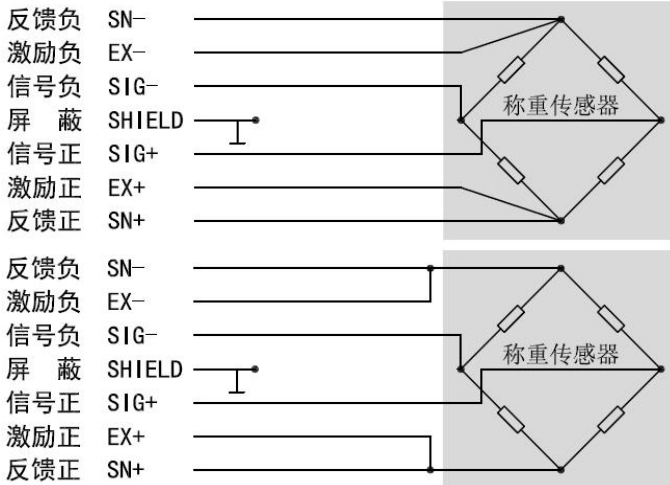 反馈负 SN-
激励负 EX-
信号负 SIG-
屏 蔽 SHIELD
信号正 SIG+
激励正 EX+
反馈正 SN+
称重传感器
反馈负 SN-
激励负 EX-
信号负 SIG-
屏 蔽 SHIELD
信号正 SIG+
激励正 EX+
反馈正 SN+
称重传感器